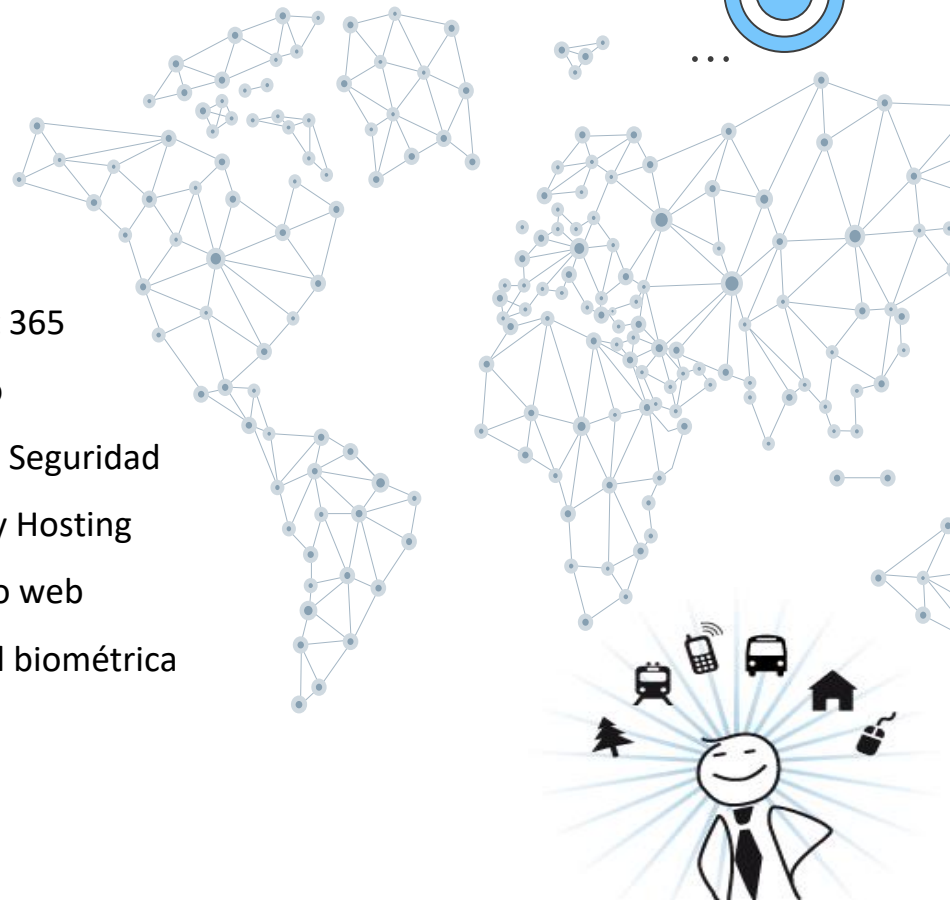 ...
365
o
Seguridad
y Hosting
o web
l biométrica